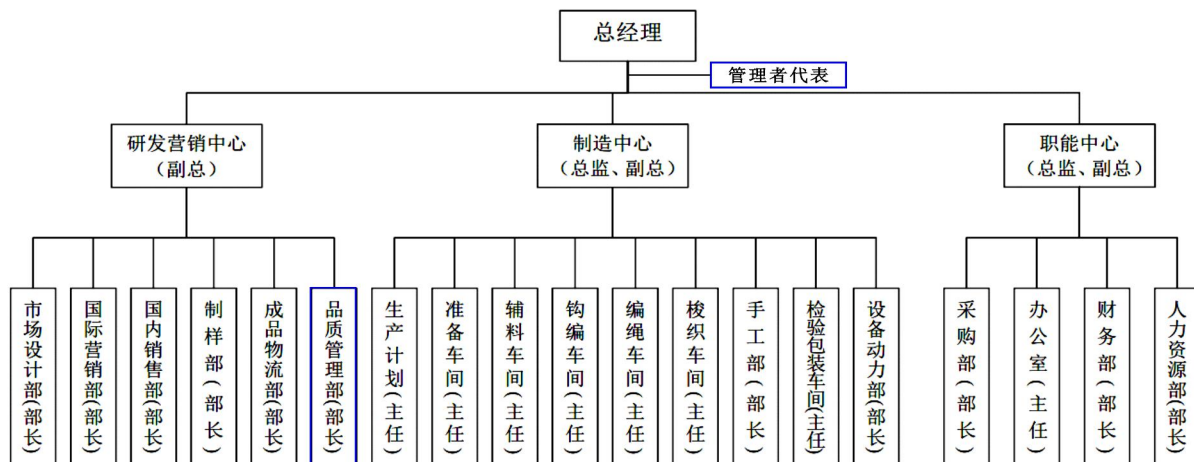 总经理
管理者代表
研发营销中心
（副总）
制造中心
（总监、副总）
职能中心
（总监、副总）
市场设计部(部长)
国际营销部(部长)
国内销售部(部长)
制样部(部长)
成品物流部(部长)
品质管理部(部长)
生产计划(主任)
准备车间(主任)
辅料车间(主任)
钩编车间(主任)
编绳车间(主任)
梭织车间(主任)
手工部(部长)
检验包装车间(主任)
设备动力部(部长)
采购部(部长)
办公室(主任)
财务部(部长)
人力资源部(部长)